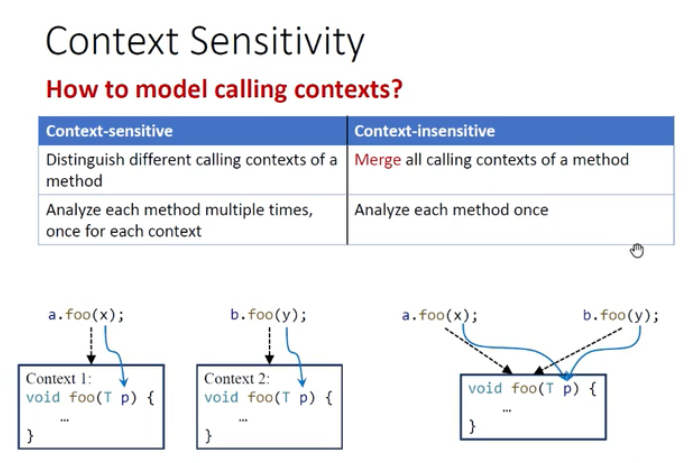 Context Sensitivity
How to model calling contexts?
Context-sensitive
Context-insensitive
Distinguish different calling contexts of a
method
Merge all calling contexts of a method
Analyze each method multiple times,
once for each context
Analyze each method once
a.foo(x);
b.foo(y);
a.foo(x);
b.foo(y);
Context 1:
void foo(T p) {
…
}
Context 2:
void foo(T p) {
…
}
void foo(T p) {
…
}